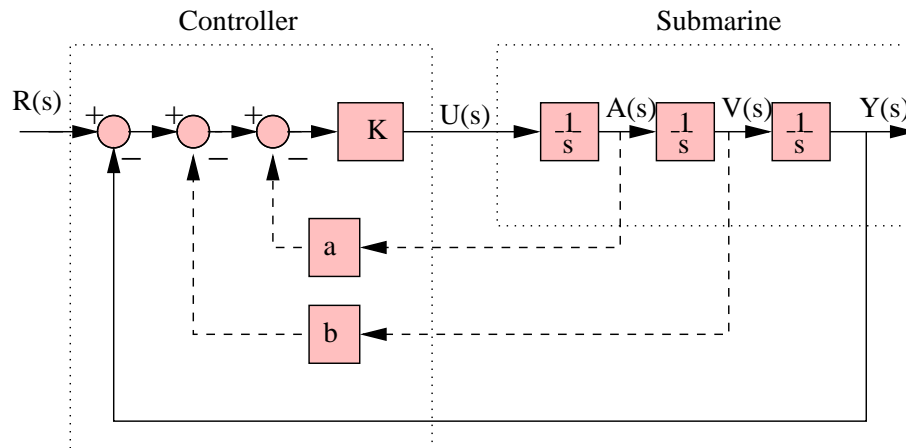 Controller
Submarine
R(s)
+
+
+
K
U(s)
1
s
A(s)
1
s
V(s)
1
s
Y(s)
−
−
−
a
b